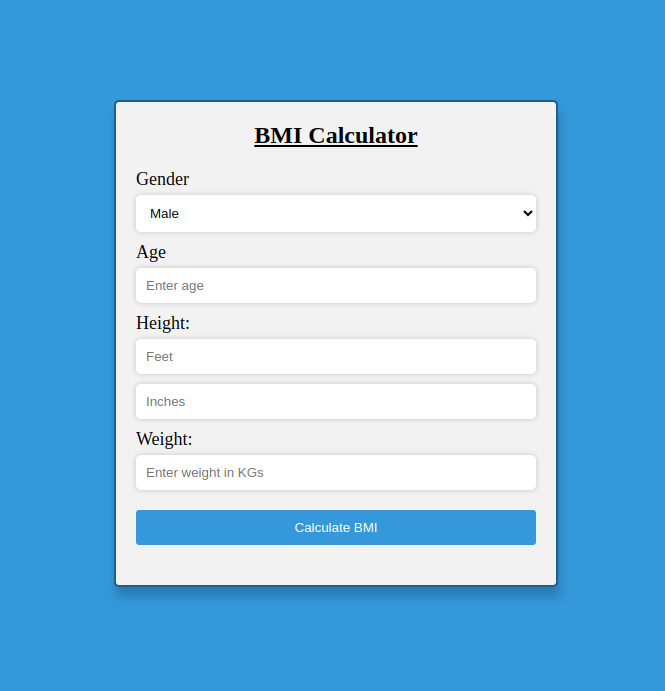 BMI Calculator
Gender
Male
Age
Enter age
Height:
Feet
Inches
Weight:
Enter weight in KGs
Calculate BMI